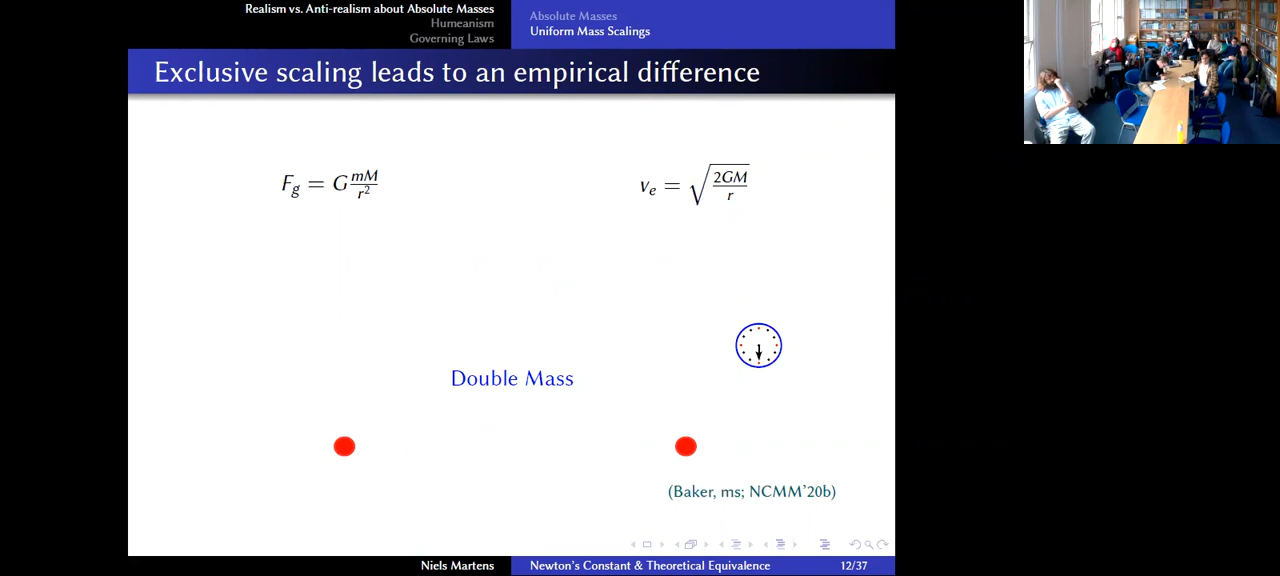 Realism vs. Anti-realism about Absolute Masses
Humeanism
Governing Laws
Absolute Masses
Uniform Mass Scalings
Exclusive scaling leads to an empirical difference
F_g = G mM/r²
v_e = √(2GM/r)
Double Mass
(Baker, ms; NCMM'20b)
Niels Martens
Newton's Constant & Theoretical Equivalence
12/37